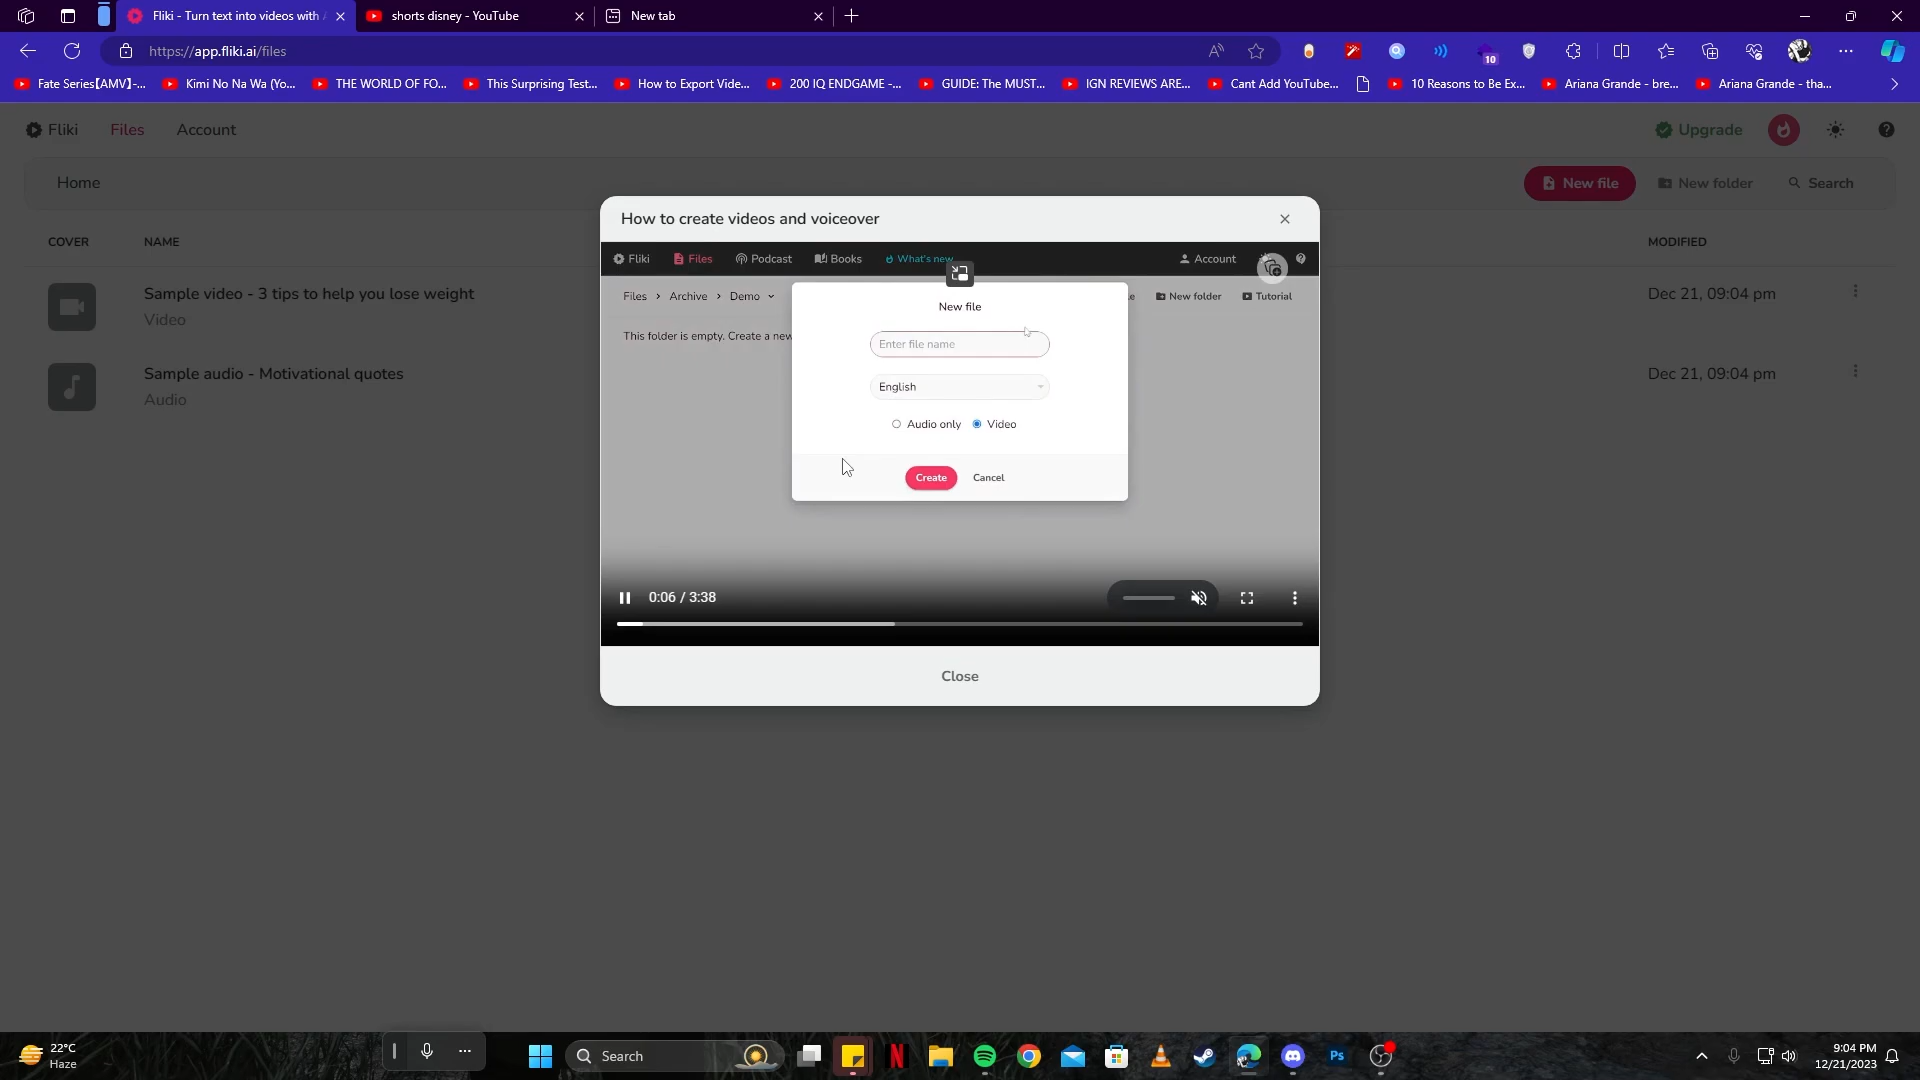 Fliki - Turn text into videos with
shorts disney - YouTube
New tab
https://app.fliki.ai/files
10
Fate Series【AMV】-...
Kimi No Na Wa (Yo...
THE WORLD OF FO...
This Surprising Test...
How to Export Vide...
200 IQ ENDGAME -...
GUIDE: The MUST...
IGN REVIEWS ARE...
Cant Add YouTube...
10 Reasons to Be Ex...
Ariana Grande - bre...
Ariana Grande - tha...
Fliki
Files
Account
Upgrade
Home
New file
New folder
Search
COVER
NAME
MODIFIED
Sample video - 3 tips to help you lose weight
Video
Dec 21, 09:04 pm
Sample audio - Motivational quotes
Audio
Dec 21, 09:04 pm
How to create videos and voiceover
Fliki
Files
Podcast
Books
What's new
Account
Files > Archive > Demo
New folder
Tutorial
This folder is empty. Create a new
New file
Enter file name
English
Audio only
Video
Create
Cancel
0:06 / 3:38
Close
22°C
Haze
Search
Ps
9:04 PM
12/21/2023